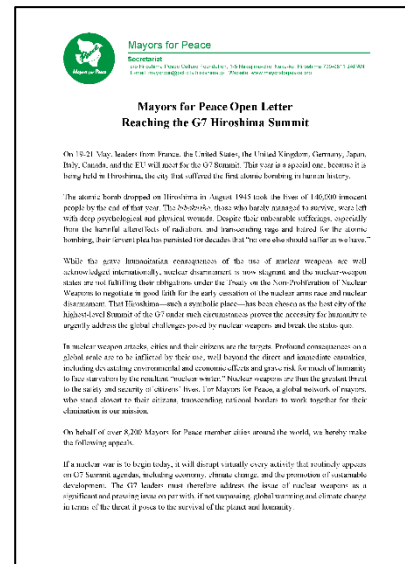 Mayors for Peace
Mayors for Peace
Secretariat
Mayors for Peace Open Letter
Reaching the G7 Hiroshima Summit
On 19-21 May, leaders from France, the United States, the United Kingdom, Germany, Japan,
Italy, Canada, and the EU will meet for the G7 Summit. This year is a special one, because it is
being held in Hiroshima, the city that suffered the first atomic bombing in human history.
The atomic bomb dropped on Hiroshima in August 1945 took the lives of 140,000 innocent
people by the end of that year. The hibakusha, those who barely managed to survive, were left
with deep psychological and physical wounds. Despite their unbearable sufferings, especially
from the harmful aftereffects of radiation, and transcending rage and hatred for the atomic
bombing, their fervent plea has persisted for decades that "no one else should suffer as we have."
While the grave humanitarian consequences of the use of nuclear weapons are well
acknowledged internationally, nuclear disarmament is now stagnant and the nuclear-weapon
states are not fulfilling their obligations under the Treaty on the Non-Proliferation of Nuclear
Weapons to negotiate in good faith for the early cessation of the nuclear arms race and nuclear
disarmament. That Hiroshima—such a symbolic place—has been chosen as the host city of the
highest-level Summit of the G7 under such circumstances proves the necessity for humanity to
urgently address the global challenges posed by nuclear weapons and break the status quo.
In nuclear weapon attacks, cities and their citizens are the targets. Profound consequences on a
global scale are to be inflicted by their use, well beyond the direct and immediate casualties,
including devastating environmental and economic effects and grave risk for much of humanity
to face starvation by the resultant "nuclear winter." Nuclear weapons are thus the greatest threat
to the safety and security of citizens' lives. For Mayors for Peace, a global network of mayors,
who stand closest to their citizens, transcending national borders to work together for their
elimination is our mission.
On behalf of over 8,200 Mayors for Peace member cities around the world, we hereby make
the following appeals.
If a nuclear war is to begin today, it will disrupt virtually every activity that routinely appears
on G7 Summit agendas, including economy, climate change, and the promotion of sustainable
development. The G7 leaders must therefore address the issue of nuclear weapons as a
significant and pressing issue on par with, if not surpassing, global warming and climate change
in terms of the threat it poses to the survival of the planet and humanity.